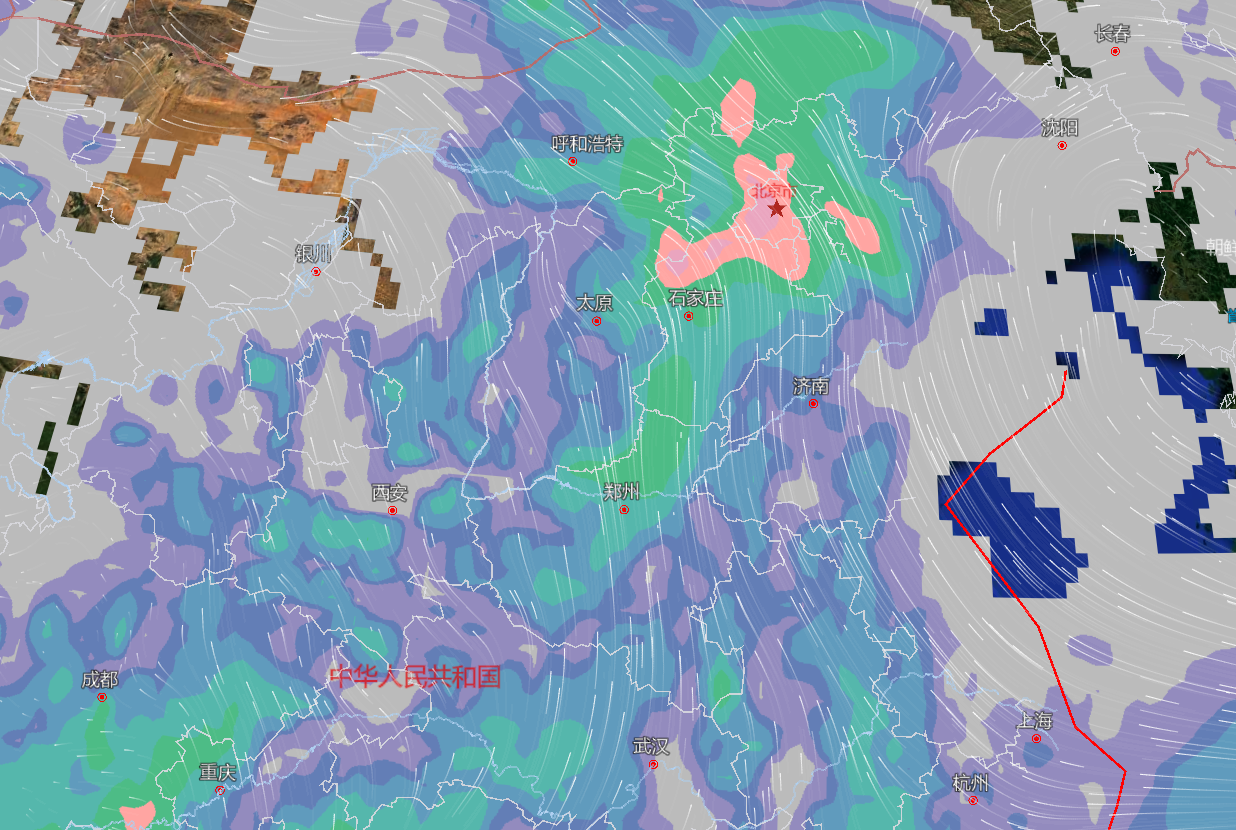 长春
沈阳
呼和浩特
北京市
朝鲜
银川
太原
石家庄
济南
西安
郑州
中华人民共和国
成都
上海
武汉
重庆
杭州